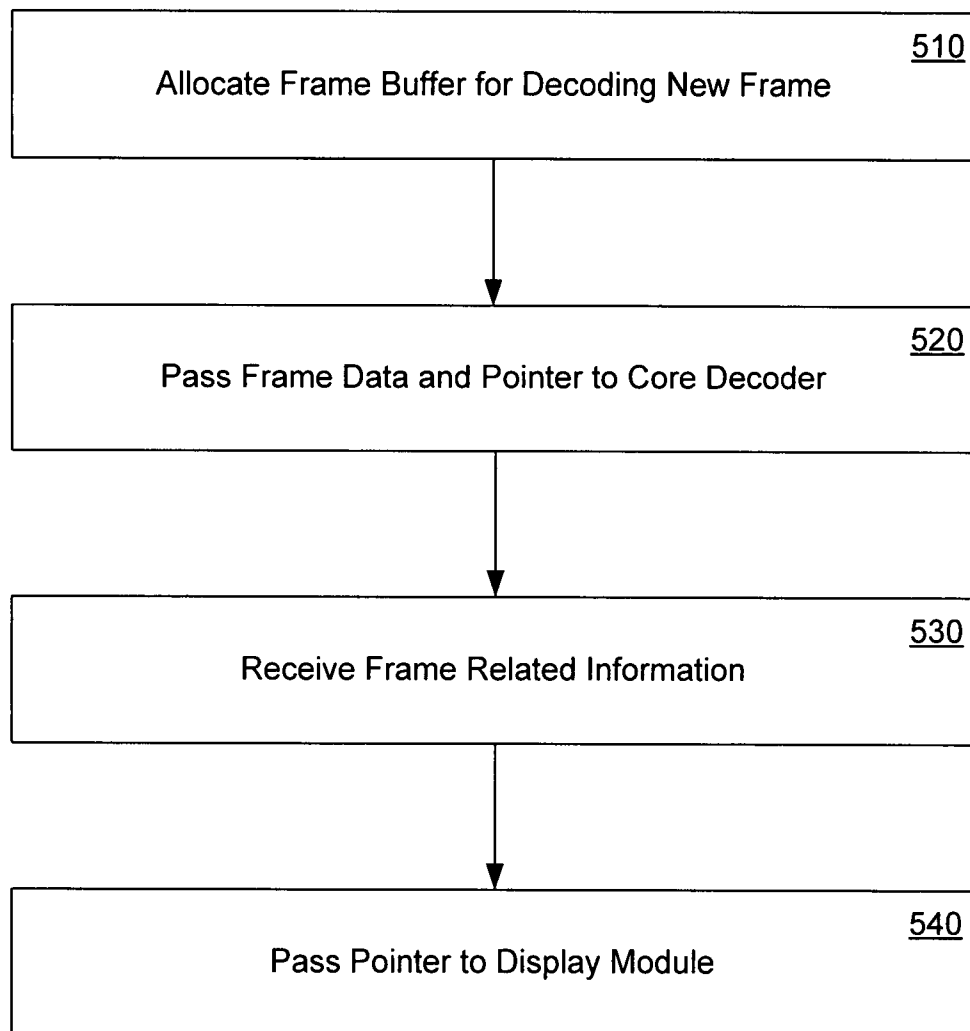 510
Allocate Frame Buffer for Decoding New Frame
520
Pass Frame Data and Pointer to Core Decoder
530
Receive Frame Related Information
540
Pass Pointer to Display Module